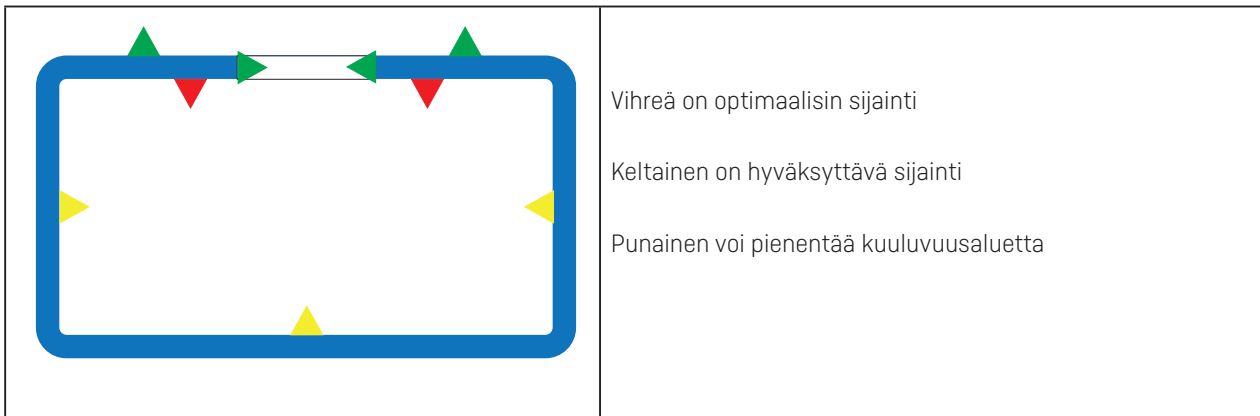 Vihreä on optimaalisin sijainti
Keltainen on hyväksyttävä sijainti
Punainen voi pienentää kuuluvuusaluetta